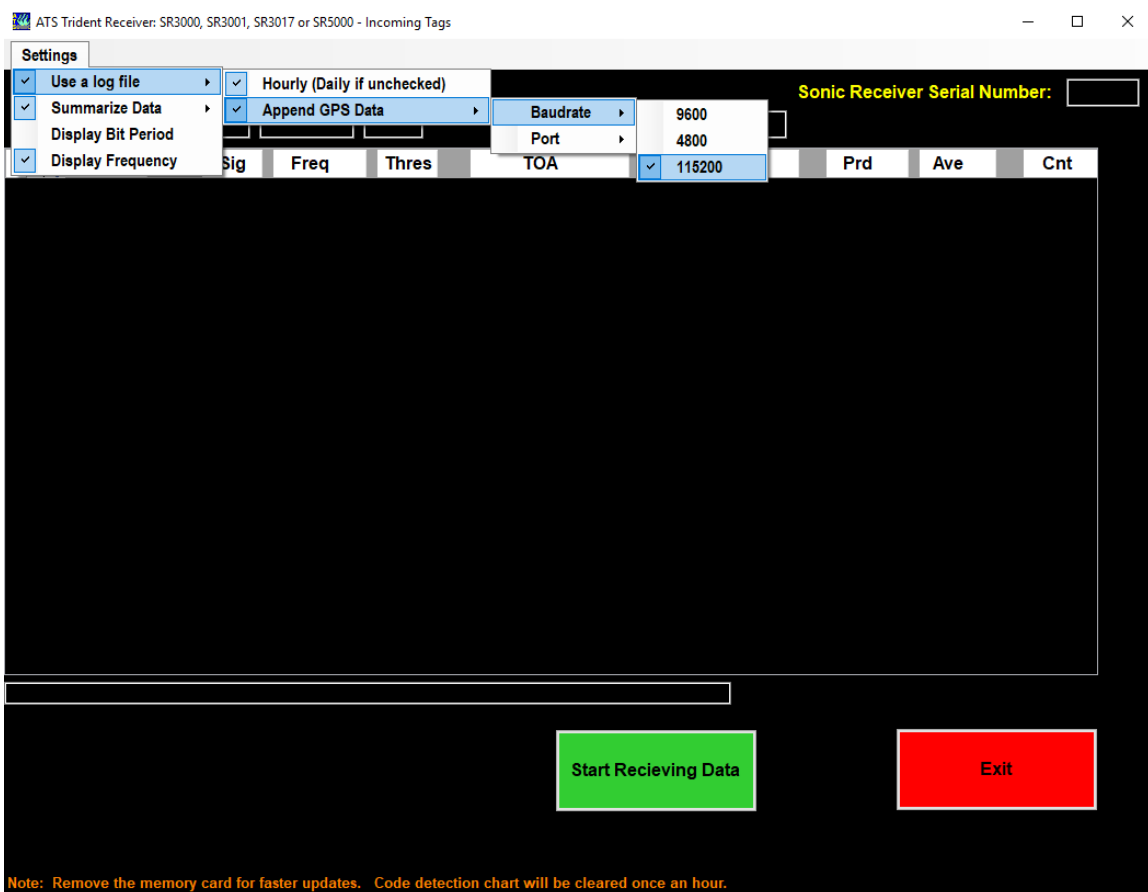 ATS Trident Receiver: SR3000, SR3001, SR3017 or SR5000 - Incoming Tags
Settings
Use a log file
Summarize Data
Display Bit Period
Display Frequency
Hourly (Daily if unchecked)
Append GPS Data
Baudrate
Port
9600
4800
115200
Sonic Receiver Serial Number:
Sig Freq Thres TOA Prd Ave Cnt
Start Recieving Data
Exit
Note: Remove the memory card for faster updates. Code detection chart will be cleared once an hour.